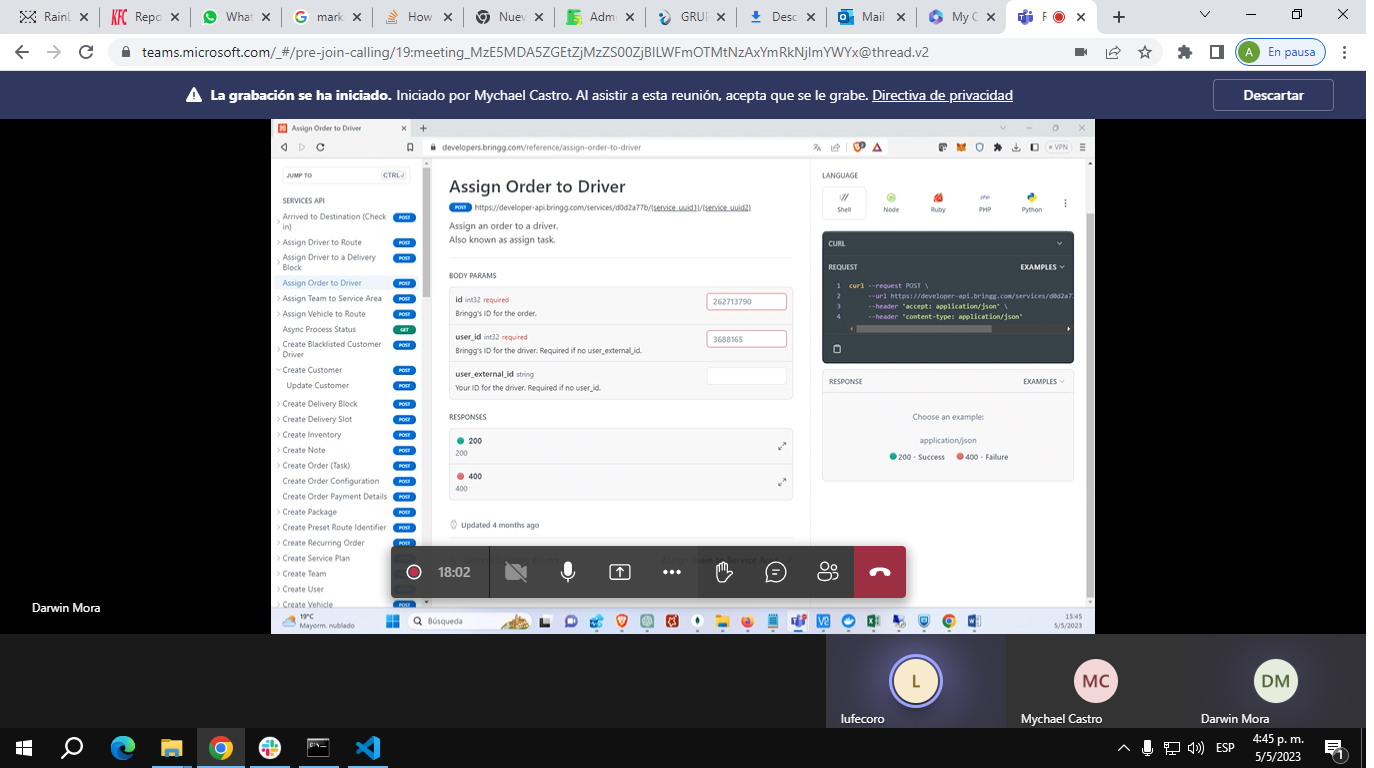 Rainl
KFC Repo
What
mark
How
Nuev
Adm
GRUI
Desc
Mail
My C
teams.microsoft.com/_#/pre-join-calling/19:meeting_MzE5MDA5ZGEtZjMzZS00ZjBlLWFmOTMtNzAxYmRkNjlmYWYx@thread.v2
A En pausa
La grabación se ha iniciado. Iniciado por Mychael Castro. Al asistir a esta reunión, acepta que se le grabe. Directiva de privacidad
Descartar
Assign Order to Driver
developers.bringg.com/reference/assign-order-to-driver
VPN
JUMP TO CTRL-/
SERVICES API
Arrived to Destination (Check in) POST
Assign Driver to Route POST
Assign Driver to a Delivery Block POST
Assign Order to Driver POST
Assign Team to Service Area POST
Assign Vehicle to Route POST
Async Process Status GET
Create Blacklisted Customer Driver POST
Create Customer POST
Update Customer POST
Create Delivery Block POST
Create Delivery Slot POST
Create Inventory POST
Create Note POST
Create Order (Task) POST
Create Order Configuration POST
Create Order Payment Details POST
Create Package POST
Create Preset Route Identifier POST
Create Recurring Order POST
Create Service Plan
Create Team
Create User
Create Vehicle POST
Assign Order to Driver
POST https://developer-api.bringg.com/services/d0d2a77b/{service_uuid1}/{service_uuid2}
Assign an order to a driver.
Also known as assign task.
BODY PARAMS
id int32 required
262713790
Bringg's ID for the order.
user_id int32 required
3688165
Bringg's ID for the driver. Required if no user_external_id.
user_external_id string
Your ID for the driver. Required if no user_id.
RESPONSES
200
200
400
400
Updated 4 months ago
LANGUAGE
Shell
Node
Ruby
php
PHP
Python
CURL
REQUEST EXAMPLES
1 curl --request POST \
2 --url https://developer-api.bringg.com/services/d0d2a7
3 --header 'accept: application/json' \
4 --header 'content-type: application/json'
RESPONSE EXAMPLES
Choose an example:
application/json
200 - Success 400 - Failure
18:02
19°C
Mayorm. nublado
Búsqueda
15:45
5/5/2023
Darwin Mora
L
lufecoro
MC
Mychael Castro
DM
Darwin Mora
ESP
4:45 p. m.
5/5/2023
1